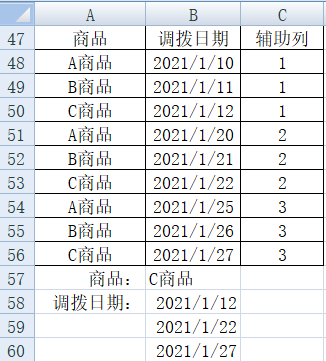 A B C
47 商品 调拨日期 辅助列
48 A商品 2021/1/10 1
49 B商品 2021/1/11 1
50 C商品 2021/1/12 1
51 A商品 2021/1/20 2
52 B商品 2021/1/21 2
53 C商品 2021/1/22 2
54 A商品 2021/1/25 3
55 B商品 2021/1/26 3
56 C商品 2021/1/27 3
57 商品: C商品
58 调拨日期: 2021/1/12
59 2021/1/22
60 2021/1/27